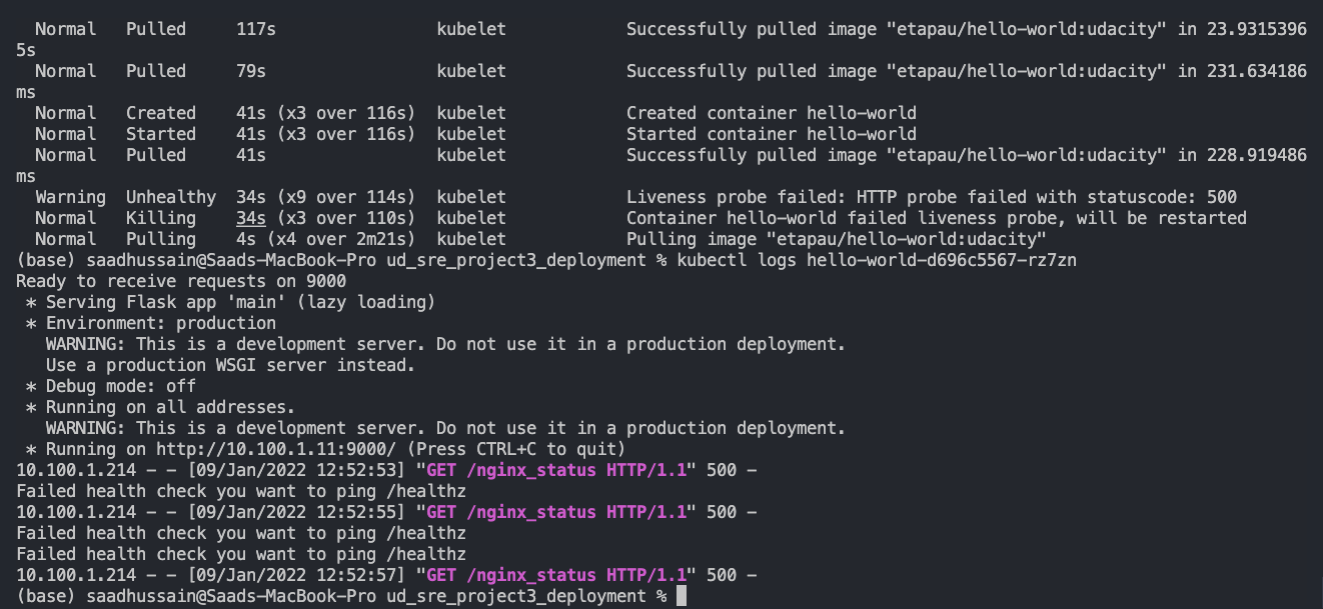 Normal Pulled 117s kubelet Successfully pulled image "etapau/hello-world:udacity" in 23.9315396
5s
Normal Pulled 79s kubelet Successfully pulled image "etapau/hello-world:udacity" in 231.634186
ms
Normal Created 41s (x3 over 116s) kubelet Created container hello-world
Normal Started 41s (x3 over 116s) kubelet Started container hello-world
Normal Pulled 41s kubelet Successfully pulled image "etapau/hello-world:udacity" in 228.919486
ms
Warning Unhealthy 34s (x9 over 114s) kubelet Liveness probe failed: HTTP probe failed with statuscode: 500
Normal Killing 34s (x3 over 110s) kubelet Container hello-world failed liveness probe, will be restarted
Normal Pulling 4s (x4 over 2m21s) kubelet Pulling image "etapau/hello-world:udacity"
(base) saadhussain@Saads-MacBook-Pro ud_sre_project3_deployment % kubectl logs hello-world-d696c5567-rz7zn
Ready to receive requests on 9000
* Serving Flask app 'main' (lazy loading)
* Environment: production
WARNING: This is a development server. Do not use it in a production deployment.
Use a production WSGI server instead.
* Debug mode: off
* Running on all addresses.
WARNING: This is a development server. Do not use it in a production deployment.
* Running on http://10.100.1.11:9000/ (Press CTRL+C to quit)
10.100.1.214 - - [09/Jan/2022 12:52:53] "GET /nginx_status HTTP/1.1" 500 -
Failed health check you want to ping /healthz
10.100.1.214 - - [09/Jan/2022 12:52:55] "GET /nginx_status HTTP/1.1" 500 -
Failed health check you want to ping /healthz
Failed health check you want to ping /healthz
10.100.1.214 - - [09/Jan/2022 12:52:57] "GET /nginx_status HTTP/1.1" 500 -
(base) saadhussain@Saads-MacBook-Pro ud_sre_project3_deployment %